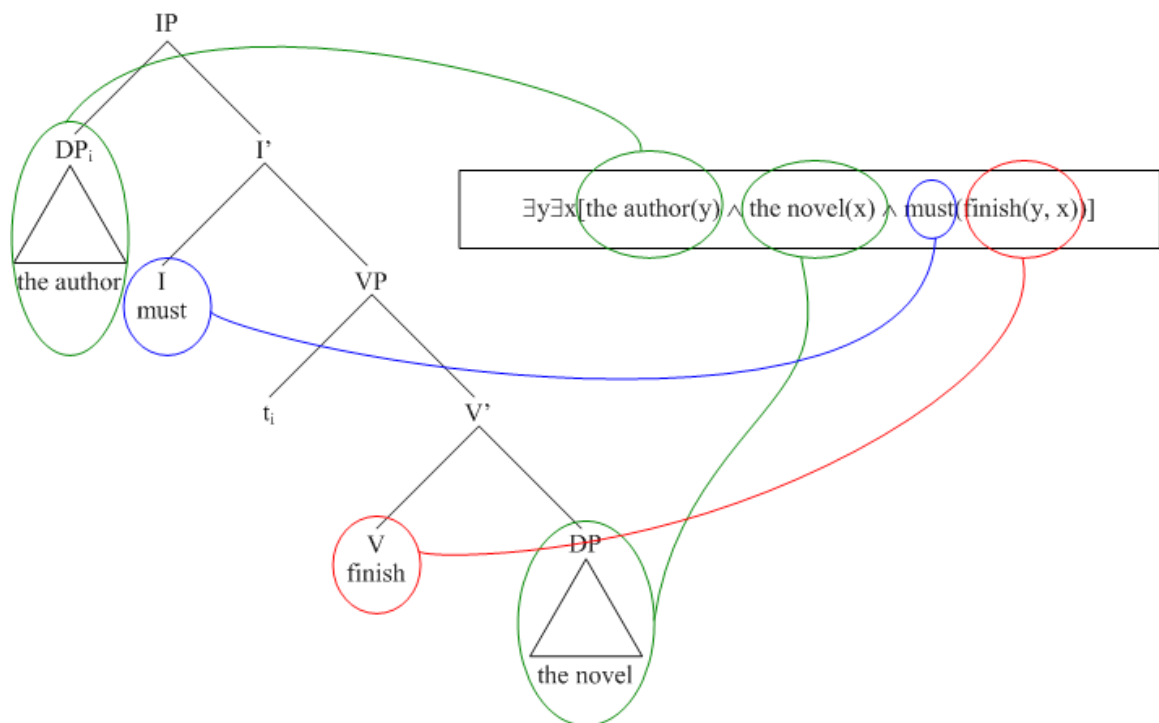 IP
DPᵢ
I’
∃y∃x[the author(y) ∧ the novel(x) ∧ must(finish(y, x))]
the author
I
must
VP
tᵢ
V’
V
finish
DP
the novel